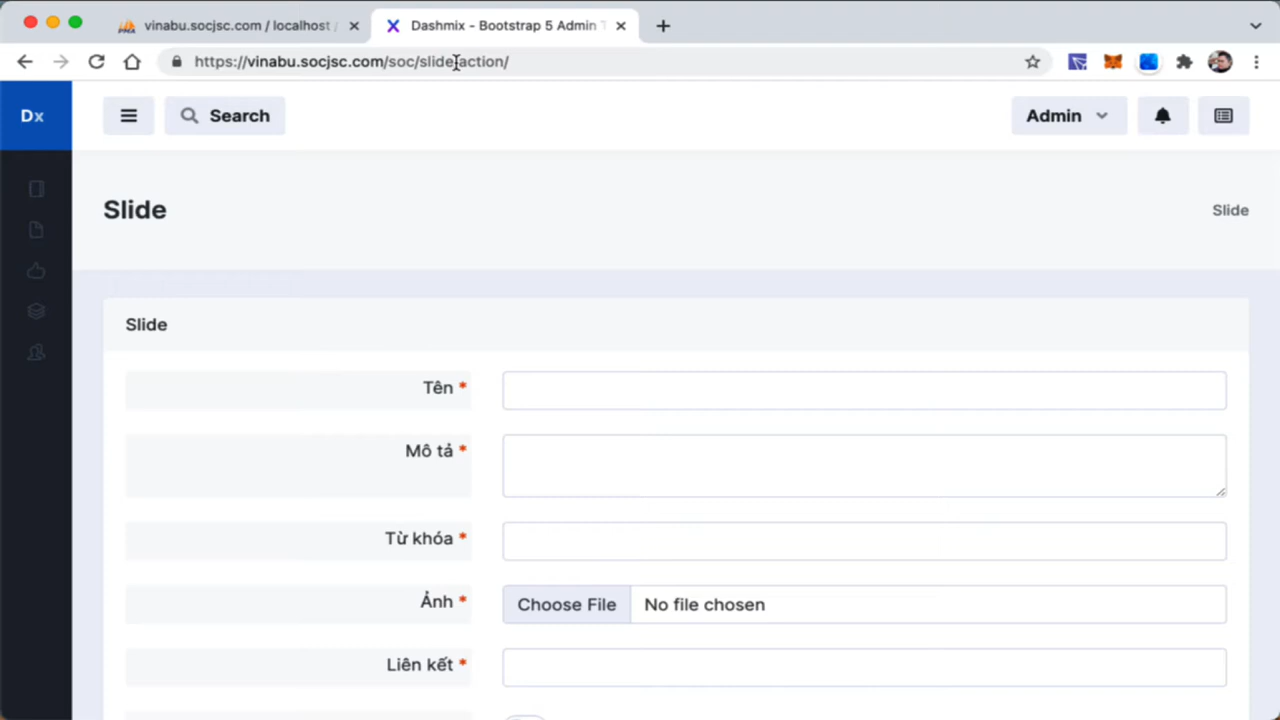 vinabu.socjsc.com / localhost /
Dashmix - Bootstrap 5 Admin T
https://vinabu.socjsc.com/soc/slide/action/
Dx
Search
Admin
Slide
Slide
Slide
Tên *
Mô tả *
Từ khóa *
Ảnh *
Choose File No file chosen
Liên kết *